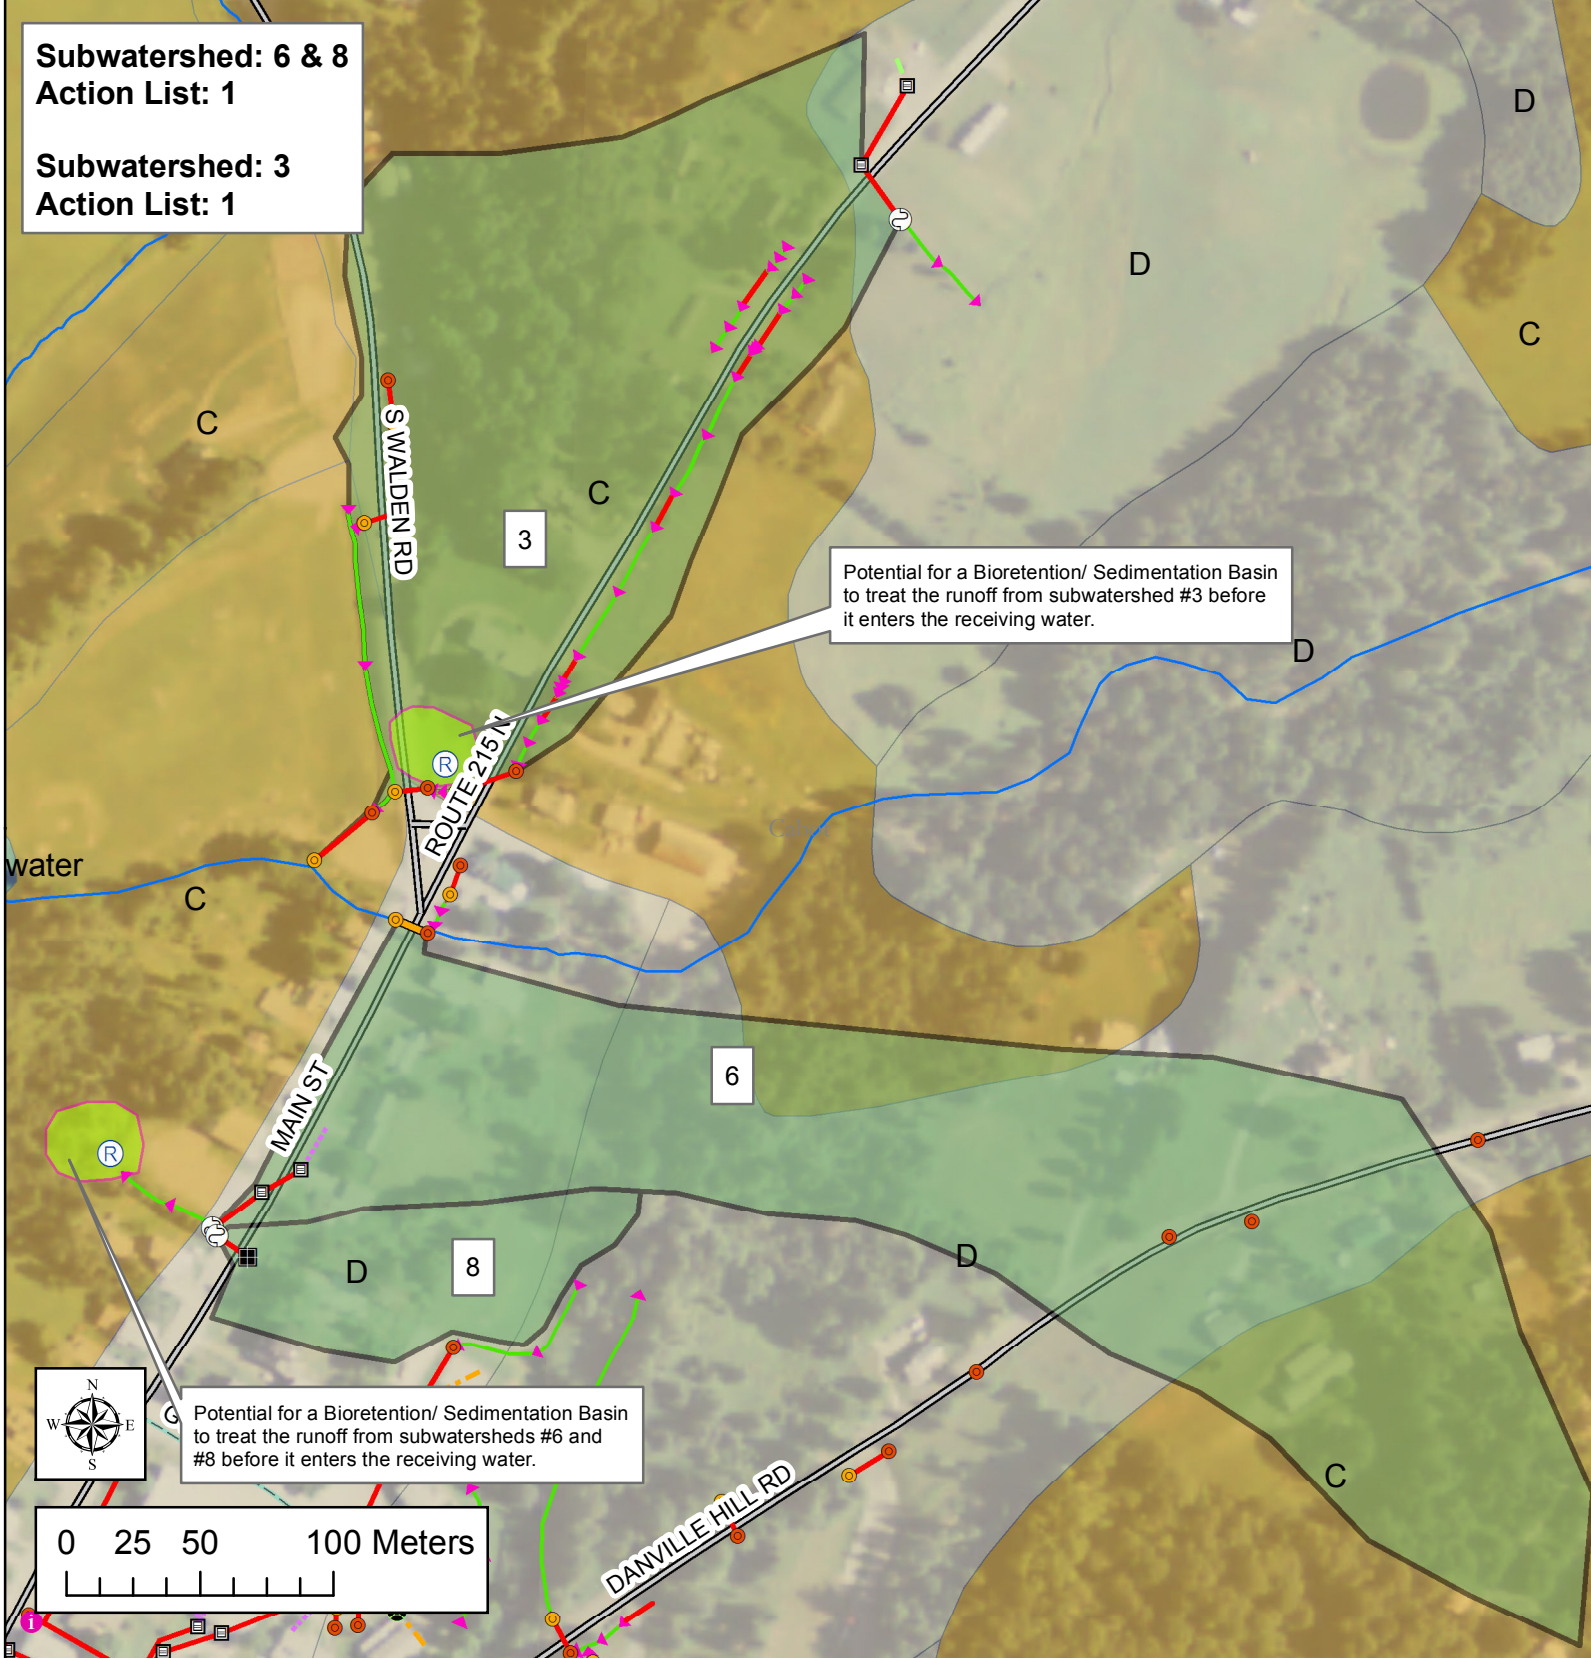 Subwatershed: 6 & 8
Action List: 1
Subwatershed: 3
Action List: 1
D
D
C
C
S WALDEN RD
C
3
Potential for a Bioretention/ Sedimentation Basin
to treat the runoff from subwatershed #3 before
it enters the receiving water.
D
R
ROUTE 215 N
water
C
6
MAIN ST
R
D
8
D
N
W E
S
G
Potential for a Bioretention/ Sedimentation Basin
to treat the runoff from subwatersheds #6 and
#8 before it enters the receiving water.
C
DANVILLE HILL RD
0 25 50 100 Meters
i